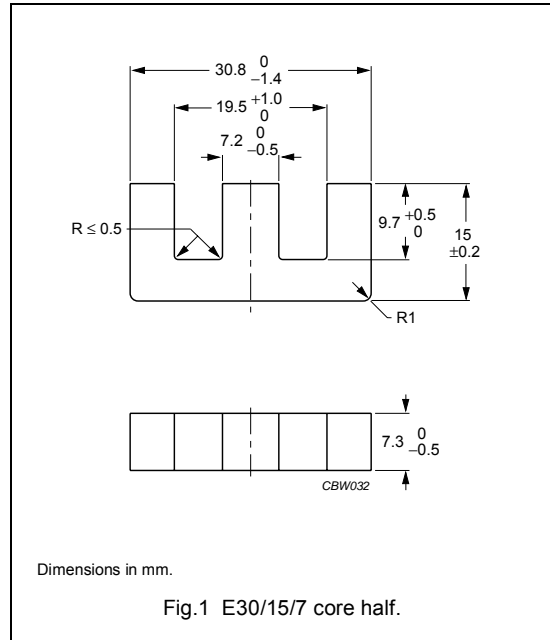 30.8 0
−1.4
19.5 +1.0
0
7.2 0
−0.5
R ≤ 0.5
9.7 +0.5
0
15
±0.2
R1
7.3 0
−0.5
CBW032
Dimensions in mm.
Fig.1 E30/15/7 core half.